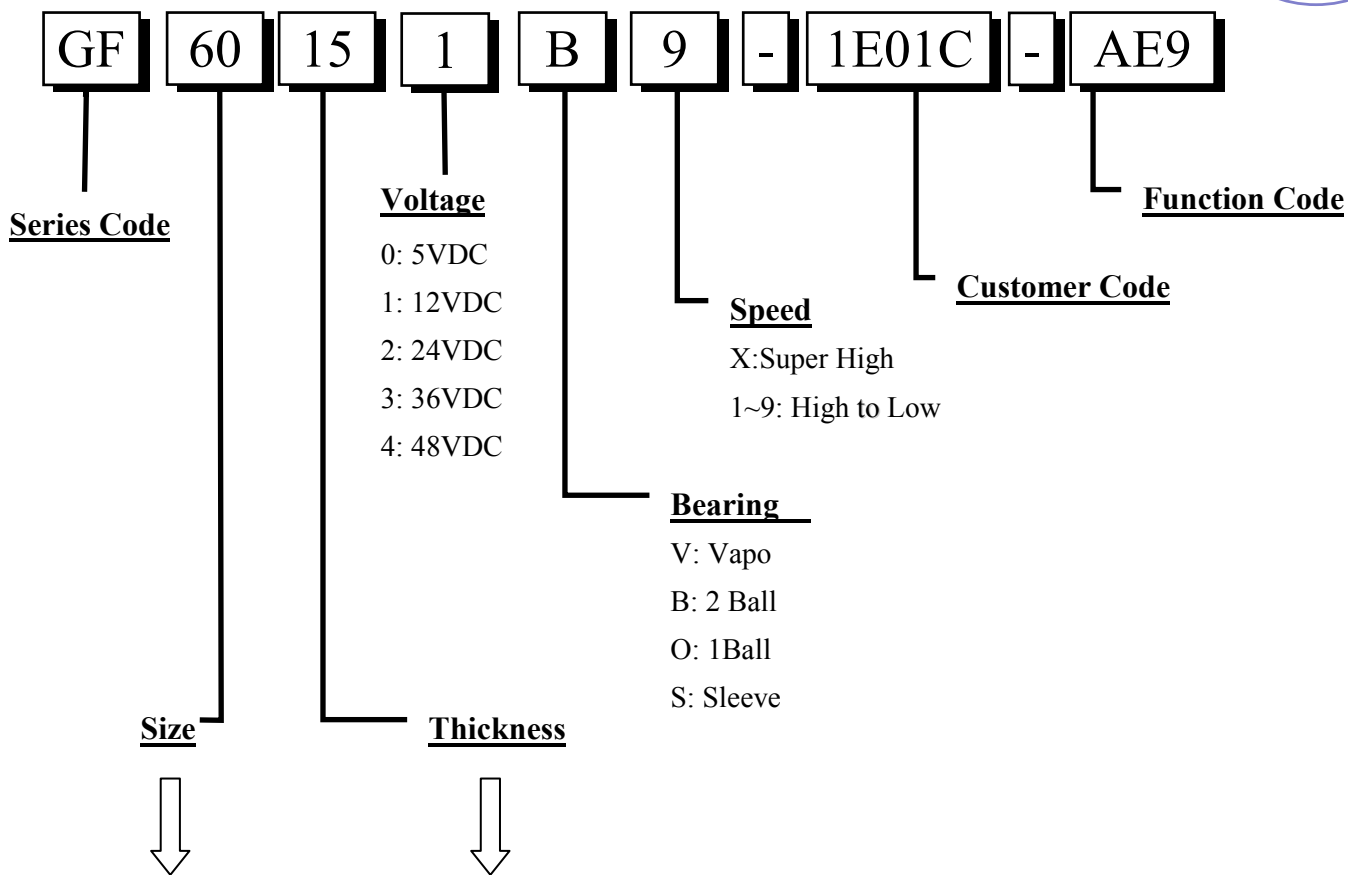 GF 60 15 1 B 9 - 1E01C - AE9
Series Code
Voltage
0: 5VDC
1: 12VDC
2: 24VDC
3: 36VDC
4: 48VDC
Function Code
Customer Code
Speed
X:Super High
1~9: High to Low
Bearing
V: Vapo
B: 2 Ball
O: 1Ball
S: Sleeve
Size
Thickness